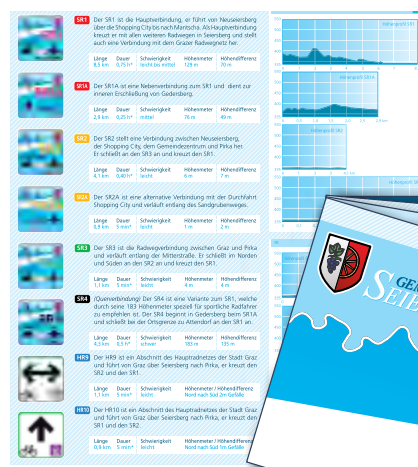 SR1 Der SR1 ist die Hauptverbindung, er führt von Neuseiersberg
über die Shopping City bis nach Mantscha. Als Hauptverbindung
kreuzt er mit allen weiteren Radwegen in Seiersberg und stellt
auch eine Verbindung mit dem Grazer Radwegnetz her.
Länge Dauer Schwierigkeit Höhenmeter Höhendifferenz
8,5 km 0,75 h* leicht bis mittel 128 m 70 m
SR1A Der SR1A ist eine Nebenverbindung zum SR1 und dient zur
inneren Erschließung von Gedersberg.
Länge Dauer Schwierigkeit Höhenmeter Höhendifferenz
2,9 km 0,25 h* mittel 76 m 49 m
SR2 Der SR2 stellt eine Verbindung zwischen Neuseiersberg,
der Shopping City, dem Gemeindezentrum und Pirka her
Er schließt an den SR3 an und kreuzt den SR1.
Länge Dauer Schwierigkeit Höhenmeter Höhendifferenz
4,1 km 0,40 h* leicht 6 m 7 m
SR2A Der SR2A ist eine alternative Verbindung mit der Durchfahrt
Shopping City und verläuft entlang des Sandgrubenweges.
Länge Dauer Schwierigkeit Höhenmeter Höhendifferenz
0,9 km 5 min* leicht 1 m 2 m
SR3 Der SR3 ist die Radwegverbindung zwischen Graz und Pirka
und verläuft entlang der Mitterstraße. Er schließt im Norden
und Süden an den SR2 an und kreuzt den SR1.
Länge Dauer Schwierigkeit Höhenmeter Höhendifferenz
1,1 km 5 min* leicht 4 m 4 m
SR4 (Querverbindung) Der SR4 ist eine Variante zum SR1, welche
durch seine 183 Höhenmeter speziell für sportliche Radfahrer
zu empfehlen ist. Der SR4 beginnt in Gedersberg beim SR1A
und schließt bei der Ortsgrenze zu Attendorf an den SR1 an.
Länge Dauer Schwierigkeit Höhenmeter Höhendifferenz
4,3 km 0,5 h* schwer 183 m 135 m
HR9 Der HR9 ist ein Abschnitt des Hauptradnetzes der Stadt Graz
und führt von Graz über Seiersberg nach Pirka, er kreuzt den
SR2 und den SR1.
Länge Dauer Schwierigkeit Höhenmeter / Höhendifferenz
1,1 km 5 min* leicht Nord nach Süd 2m Gefälle
HR10 Der HR10 ist ein Abschnitt des Hauptradnetzes der Stadt Graz
und führt von Graz über Seiersberg nach Pirka, er kreuzt den
SR1 und den SR2.
Länge Dauer Schwierigkeit Höhenmeter / Höhendifferenz
0,9 km 5 min* leicht Nord nach Süd 1m Gefälle
Höhenprofil SR1
Höhenprofil SR1A
Höhenprofil SR2